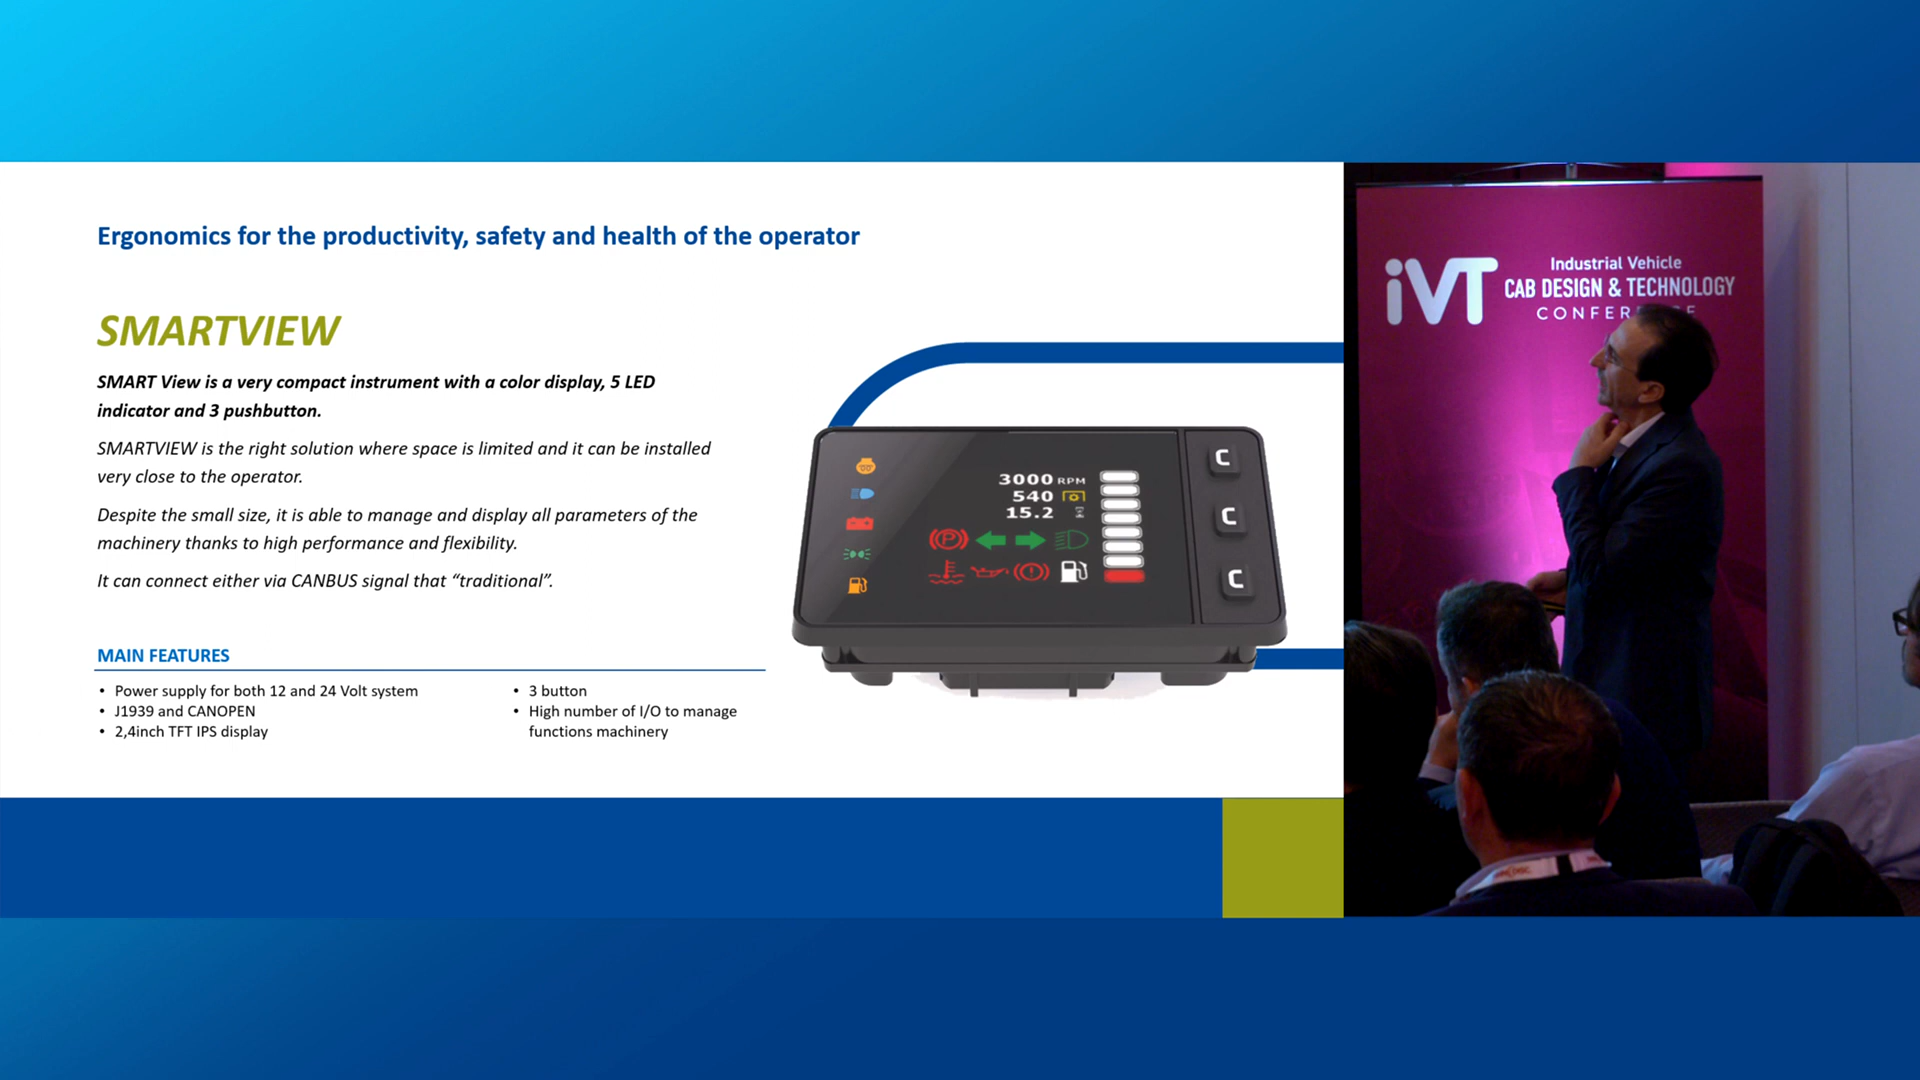 Ergonomics for the productivity, safety and health of the operator
SMARTVIEW
SMART View is a very compact instrument with a color display, 5 LED
indicator and 3 pushbutton.
SMARTVIEW is the right solution where space is limited and it can be installed
very close to the operator.
Despite the small size, it is able to manage and display all parameters of the
machinery thanks to high performance and flexibility.
It can connect either via CANBUS signal that “traditional”.
MAIN FEATURES
• Power supply for both 12 and 24 Volt system
• J1939 and CANOPEN
• 2,4inch TFT IPS display
• 3 button
• High number of I/O to manage
functions machinery
3000 RPM
540
15.2
P
C
C
C
iVT
Industrial Vehicle
CAB DESIGN & TECHNOLOGY